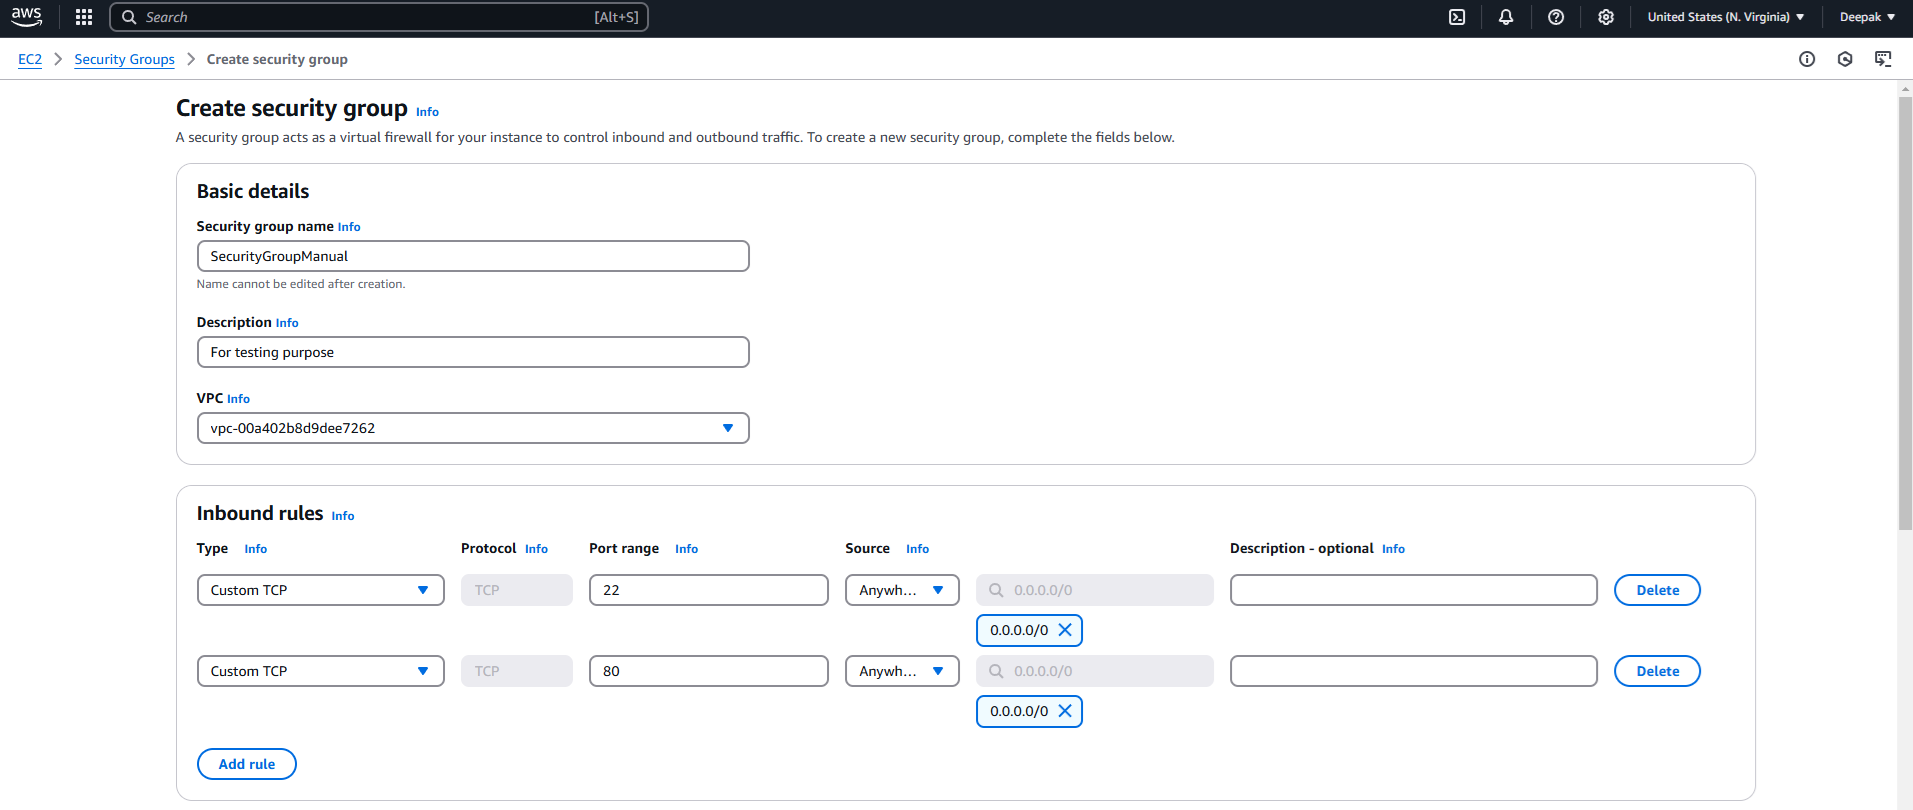 aws Search [Alt+S] United States (N. Virginia) Deepak
EC2 Security Groups Create security group
Create security group Info
A security group acts as a virtual firewall for your instance to control inbound and outbound traffic. To create a new security group, complete the fields below.
Basic details
Security group name Info
SecurityGroupManual
Name cannot be edited after creation.
Description Info
For testing purpose
VPC Info
vpc-00a402b8d9dee7262
Inbound rules Info
Type Info Protocol Info Port range Info Source Info Description - optional Info
Custom TCP TCP 22 Anywh... 0.0.0.0/0 Delete
0.0.0.0/0
Custom TCP TCP 80 Anywh... 0.0.0.0/0 Delete
0.0.0.0/0
Add rule